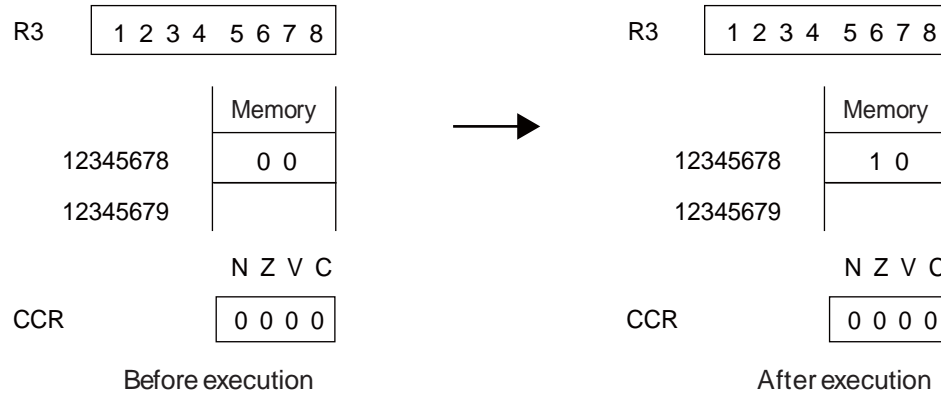 R3 1 2 3 4 5 6 7 8 R3 1 2 3 4 5 6 7 8
Memory Memory
12345678 0 0 12345678 1 0
12345679 12345679
N Z V C N Z V C
CCR 0 0 0 0 CCR 0 0 0 0
Before execution After execution